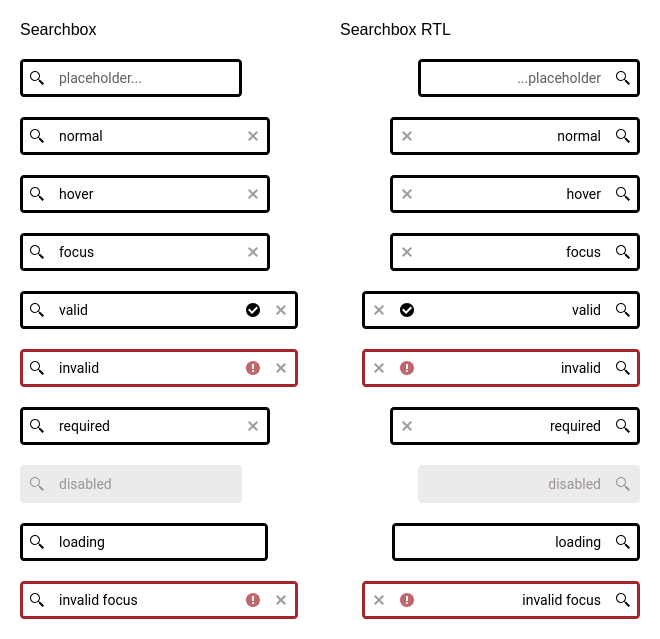 Searchbox
placeholder...
normal
hover
focus
valid
invalid
required
disabled
loading
invalid focus
Searchbox RTL
...placeholder
normal
hover
focus
valid
invalid
required
disabled
loading
invalid focus